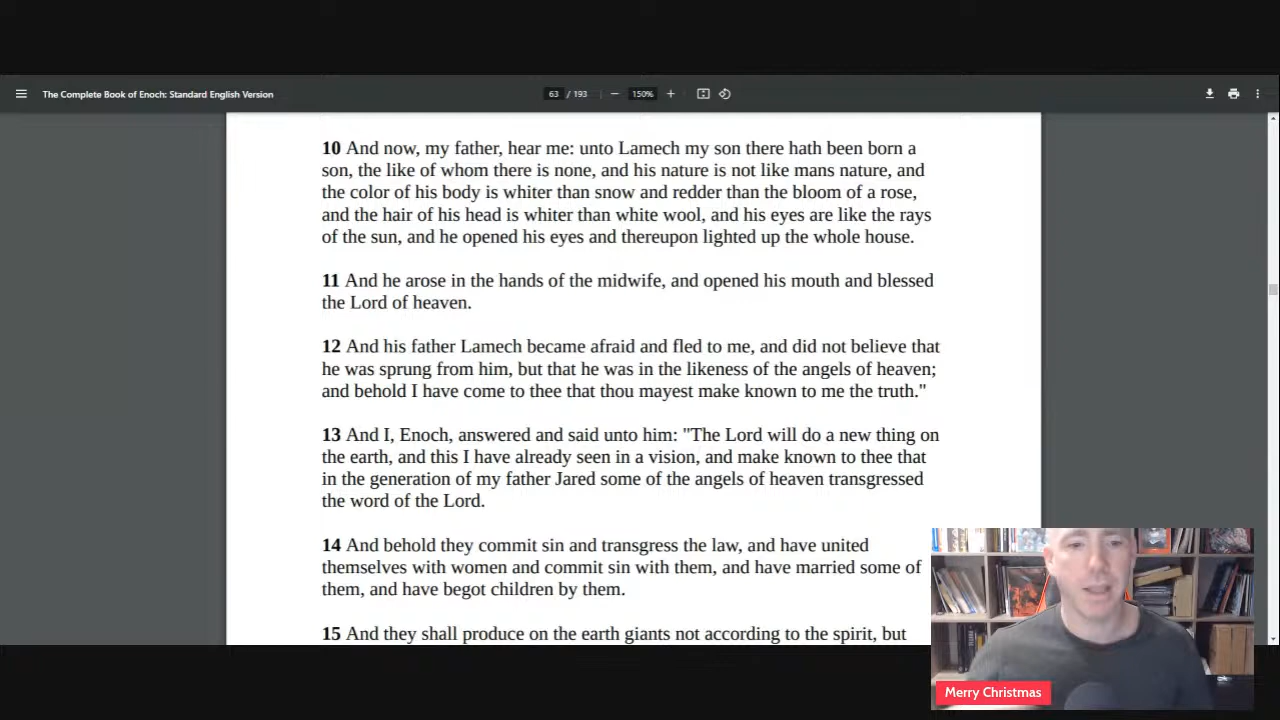 The Complete Book of Enoch: Standard English Version
63 / 193
150%
10 And now, my father, hear me: unto Lamech my son there hath been born a
son, the like of whom there is none, and his nature is not like mans nature, and
the color of his body is whiter than snow and redder than the bloom of a rose,
and the hair of his head is whiter than white wool, and his eyes are like the rays
of the sun, and he opened his eyes and thereupon lighted up the whole house.
11 And he arose in the hands of the midwife, and opened his mouth and blessed
the Lord of heaven.
12 And his father Lamech became afraid and fled to me, and did not believe that
he was sprung from him, but that he was in the likeness of the angels of heaven;
and behold I have come to thee that thou mayest make known to me the truth."
13 And I, Enoch, answered and said unto him: "The Lord will do a new thing on
the earth, and this I have already seen in a vision, and make known to thee that
in the generation of my father Jared some of the angels of heaven transgressed
the word of the Lord.
14 And behold they commit sin and transgress the law, and have united
themselves with women and commit sin with them, and have married some of
them, and have begot children by them.
15 And they shall produce on the earth giants not according to the spirit, but
Merry Christmas